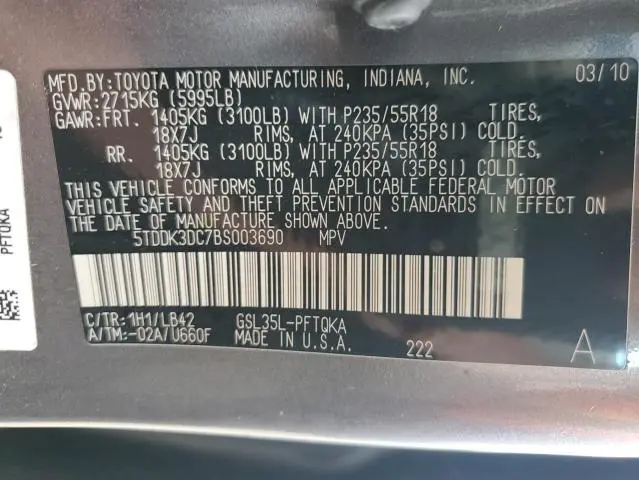 MFD.BY:TOYOTA MOTOR MANUFACTURING, INDIANA, INC. 03/10
GVWR:2715KG (5995LB)
GAWR:FRT. 1405KG (3100LB) WITH P235/55R18 TIRES,
18X7J RIMS, AT 240KPA (35PSI) COLD.
RR. 1405KG (3100LB) WITH P235/55R18 TIRES,
18X7J RIMS, AT 240KPA (35PSI) COLD.
THIS VEHICLE CONFORMS TO ALL APPLICABLE FEDERAL MOTOR
VEHICLE SAFETY AND THEFT PREVENTION STANDARDS IN EFFECT ON THE
DATE OF MANUFACTURE SHOWN ABOVE.
5TDDK3DC7BS003690 MPV
C/TR:1H1/LB42 GSL35L-PFTQKA
A/TM:-02A/U660F MADE IN U.S.A. 222 A
PFTQKA